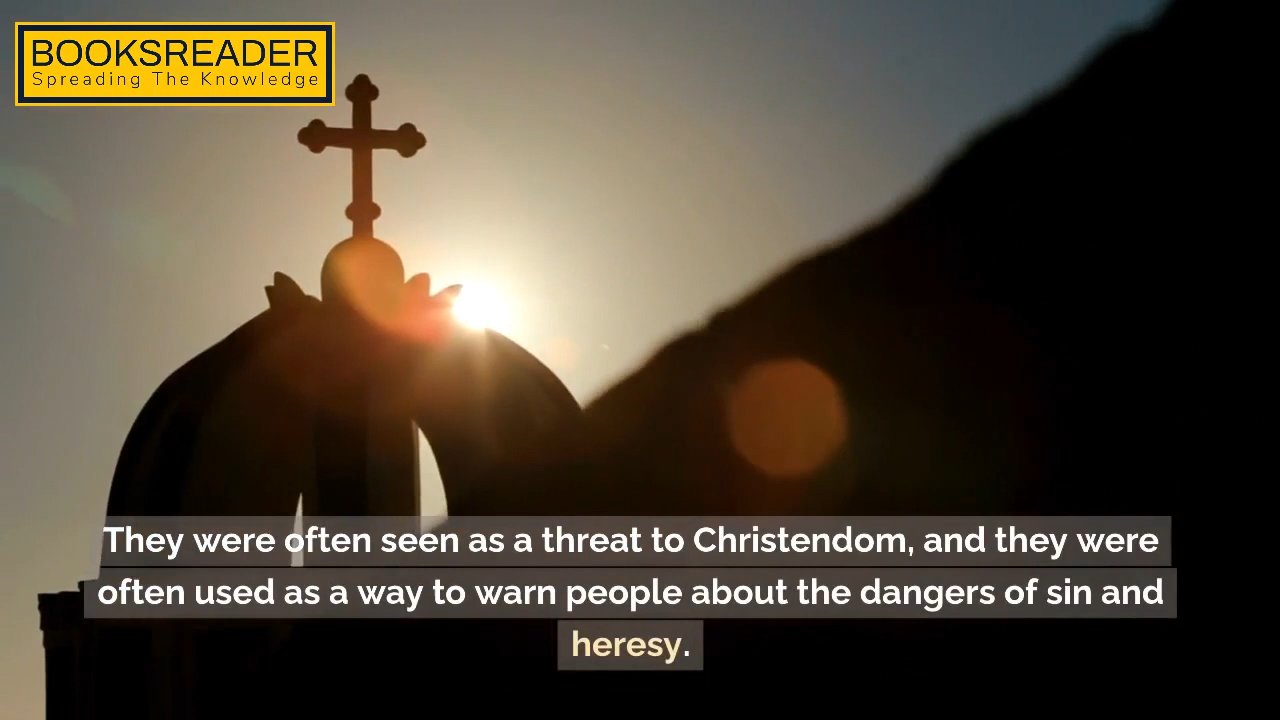 BOOKSREADER
Spreading The Knowledge
They were often seen as a threat to Christendom, and they were
often used as a way to warn people about the dangers of sin and
heresy.